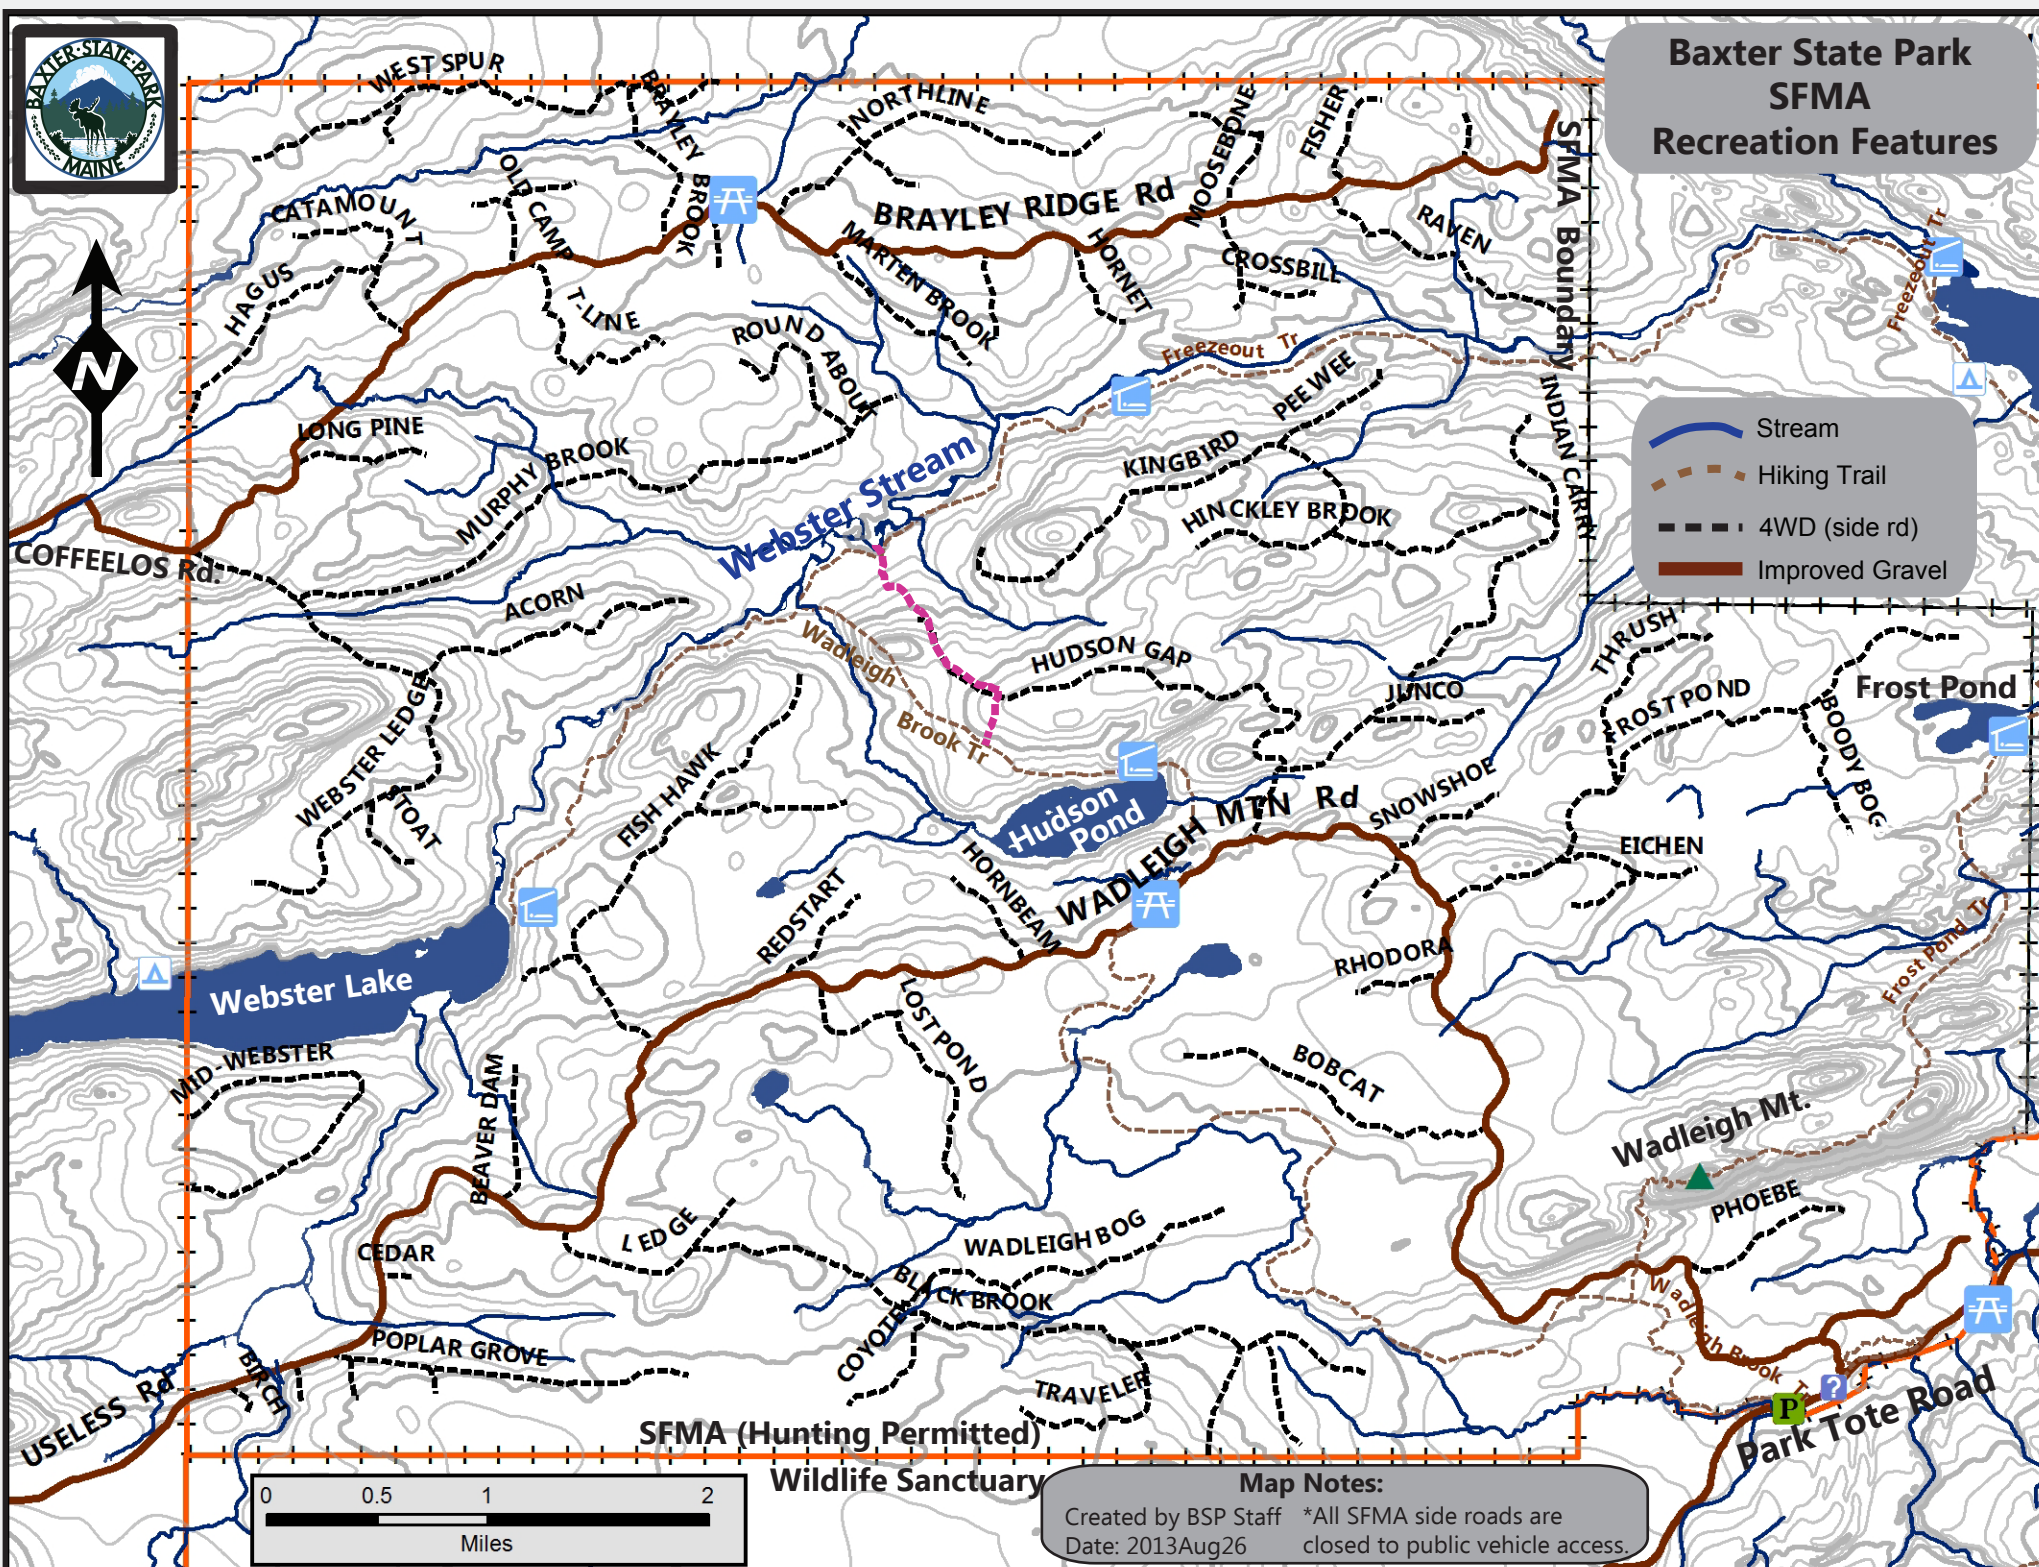 BAXTER·STATE·PARK
MAINE
Baxter State Park
SFMA
Recreation Features
WEST SPUR
BRAYLEY BROOK
NORTHLINE
MOOSEBONE
FISHER
SFMA Boundary
OLD CAMP
CATAMOUNT
HAGUS
BRAYLEY RIDGE Rd
MARTEN BROOK
HORNET
CROSSBILL
RAVEN
Freezeout Tr
Freezeout Tr
T-LINE
ROUND ABOUT
PEEWEE
INDIAN CARRY
N
LONG PINE
MURPHY BROOK
KINGBIRD
HINCKLEY BROOK
Webster Stream
Stream
Hiking Trail
4WD (side rd)
Improved Gravel
COFFEELOS Rd.
ACORN
Wadleigh
Brook Tr
HUDSON GAP
JUNCO
THRUSH
FROST POND
BOODY BOG
Frost Pond
WEBSTER LEDGE
STOAT
FISH HAWK
Hudson
Pond
WADLEIGH MTN Rd
SNOWSHOE
EICHEN
REDSTART
HORNBEAM
RHODORA
Frost Pond Tr
Webster Lake
LOST POND
MID-WEBSTER
BEAVER DAM
BOBCAT
Wadleigh Mt.
PHOEBE
CEDAR
LEDGE
WADLEIGH BOG
BLACK BROOK
COYOTE
Wadleigh Brook Tr
POPLAR GROVE
BIRCH
TRAVELER
?
P
USELESS Rd
Park Tote Road
SFMA (Hunting Permitted)
Wildlife Sanctuary
0 0.5 1 2
Miles
Map Notes:
Created by BSP Staff *All SFMA side roads are
Date: 2013Aug26 closed to public vehicle access.